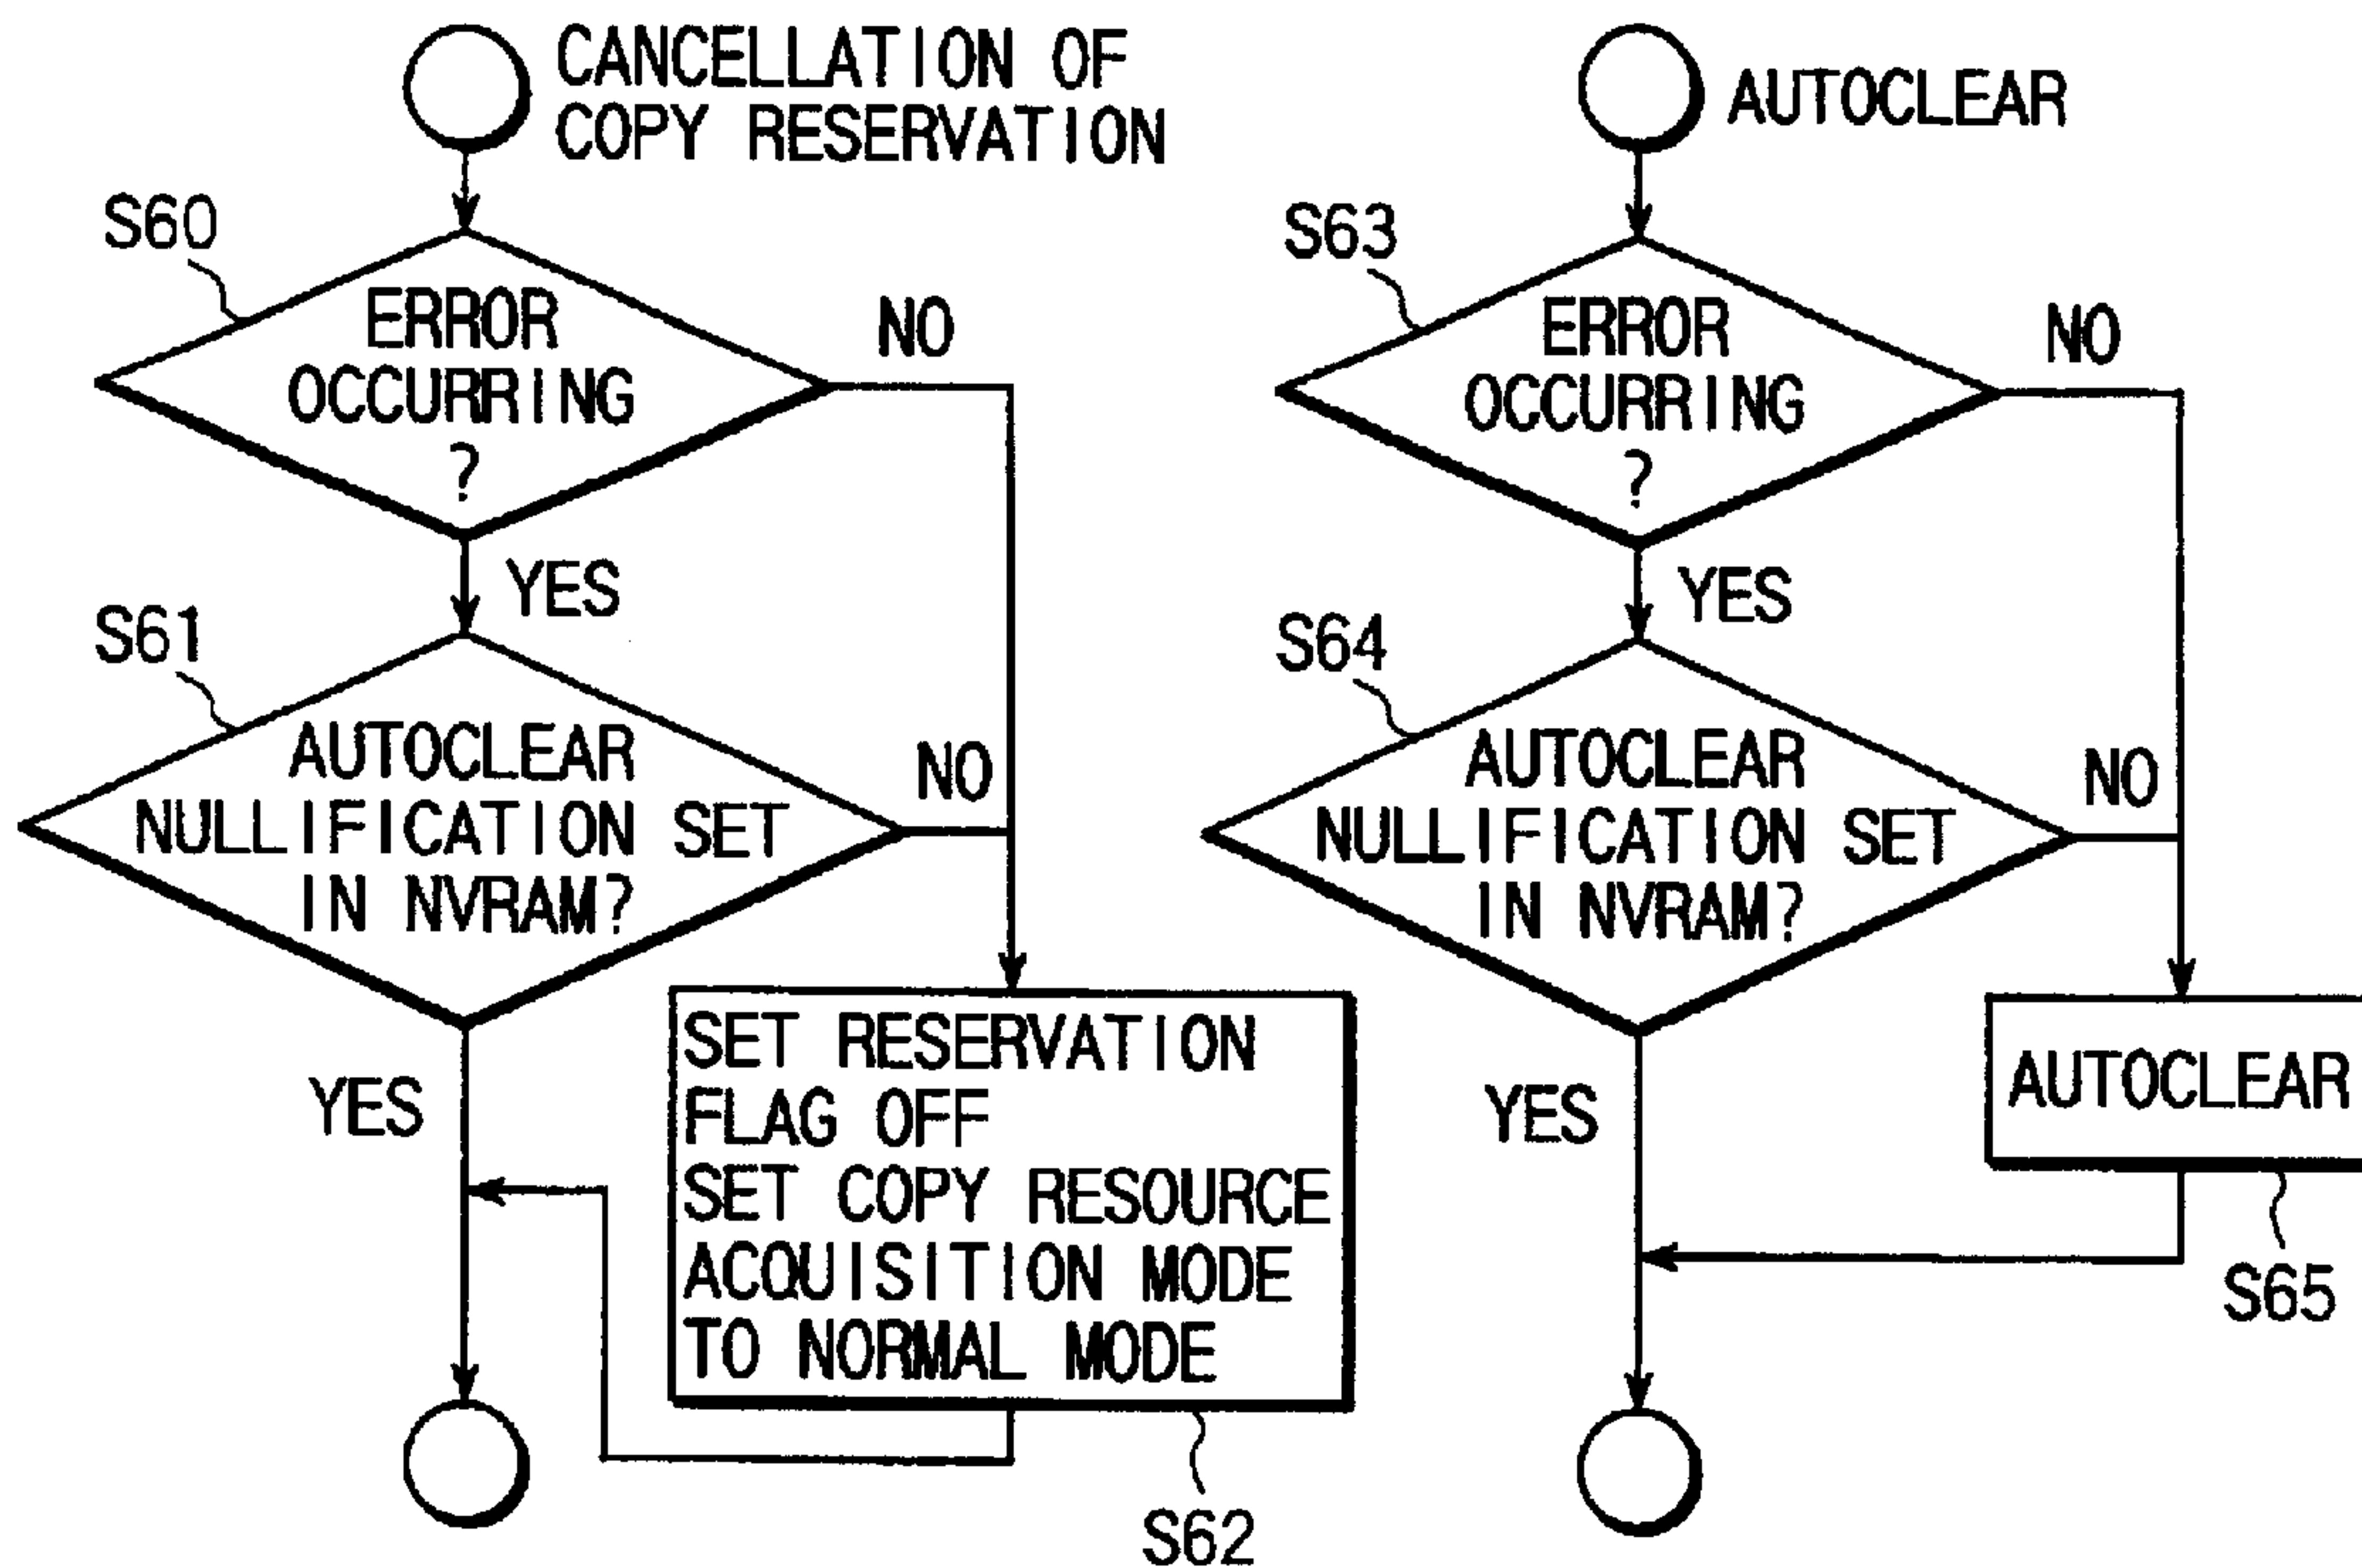 CANCELLATION OF
COPY RESERVATION
S60
ERROR
OCCURRING
?
NO
YES
S61
AUTOCLEAR
NULLIFICATION SET
IN NVRAM?
NO
YES
SET RESERVATION
FLAG OFF
SET COPY RESOURCE
ACQUISITION MODE
TO NORMAL MODE
S62
AUTOCLEAR
S63
ERROR
OCCURRING
?
NO
YES
S64
AUTOCLEAR
NULLIFICATION SET
IN NVRAM?
NO
YES
AUTOCLEAR
S65